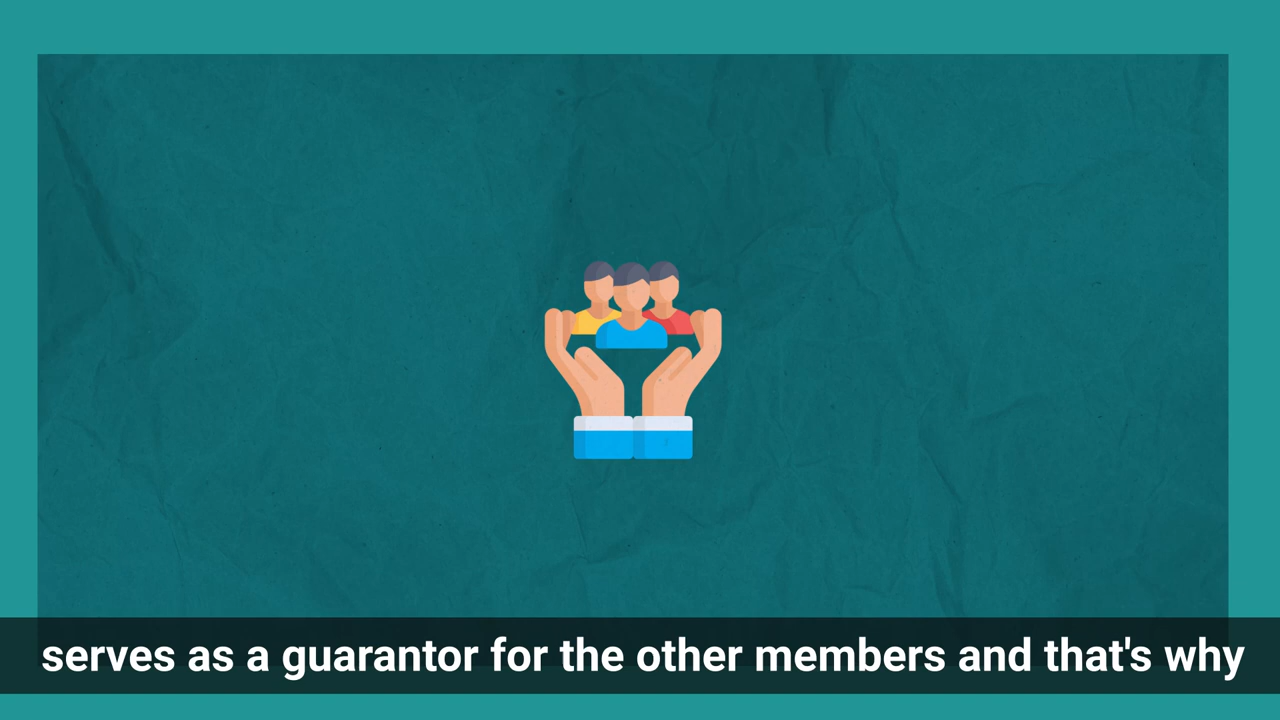 serves as a guarantor for the other members and that's why